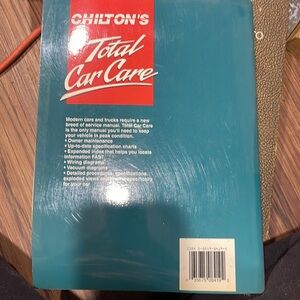 CHILTON'S
Total
Car Care
Modern cars and trucks require a new
breed of service manual. Total Car Care
is the only manual you'll need to keep
your vehicle in peak condition.
• Owner maintenance
• Up-to-date specification charts
• Expanded index that helps you locate
information FAST
• Wiring diagrams
• Vacuum diagrams
• Detailed procedures, specifications,
exploded views and
for your car